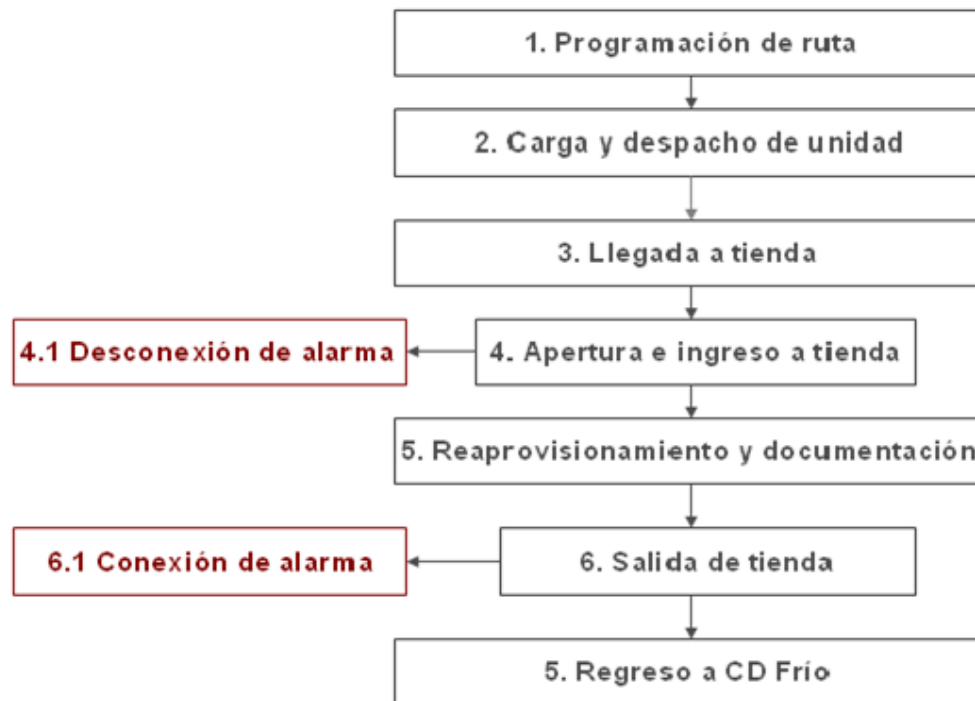 1. Programación de ruta
2. Carga y despacho de unidad
3. Llegada a tienda
4.1 Desconexión de alarma
4. Apertura e ingreso a tienda
5. Reaprovisionamiento y documentación
6.1 Conexión de alarma
6. Salida de tienda
5. Regreso a CD Frío